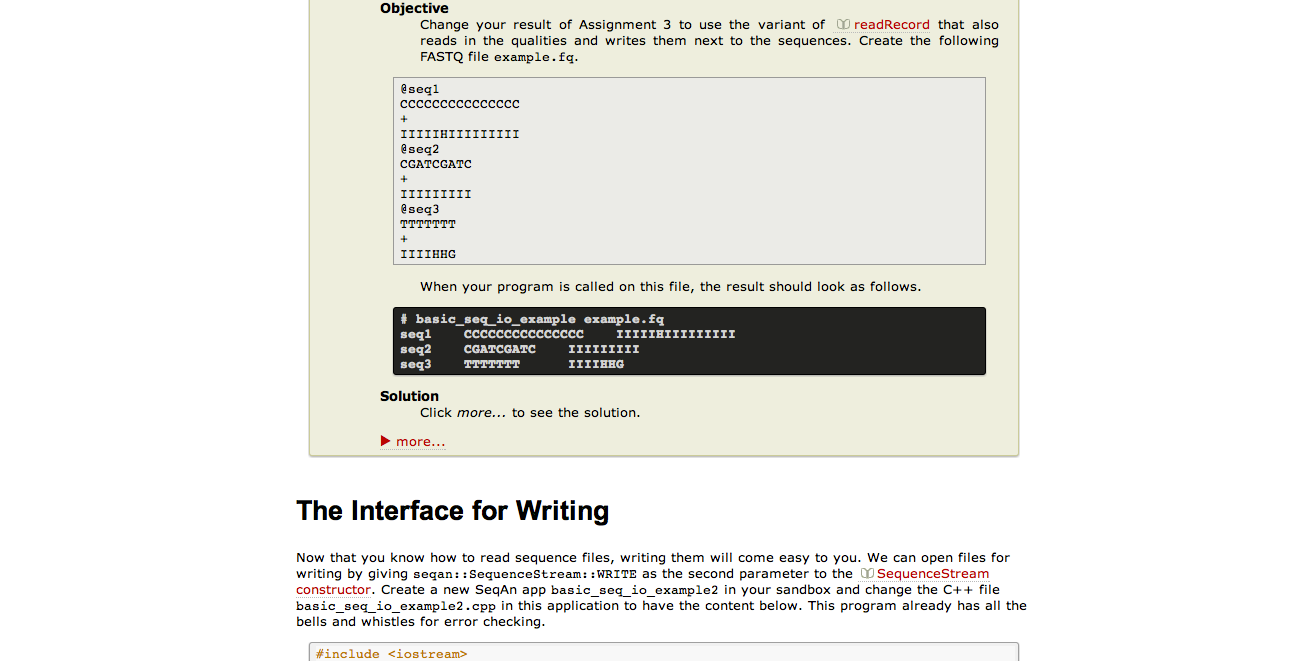 Objective
Change your result of Assignment 3 to use the variant of readRecord that also
reads in the qualities and writes them next to the sequences. Create the following
FASTQ file example.fq.
@seq1
CCCCCCCCCCCCCCC
+
IIIIIHIIIIIIIII
@seq2
CGATCGATC
+
IIIIIIIII
@seq3
TTTTTTT
+
IIIIHHG
When your program is called on this file, the result should look as follows.
# basic_seq_io_example example.fq
seq1    CCCCCCCCCCCCCCC    IIIIIHIIIIIIIII
seq2    CGATCGATC    IIIIIIIII
seq3    TTTTTTT      IIIIHHG
Solution
Click more... to see the solution.
more...
The Interface for Writing
Now that you know how to read sequence files, writing them will come easy to you. We can open files for
writing by giving seqan::SequenceStream::WRITE as the second parameter to the SequenceStream
constructor. Create a new SeqAn app basic_seq_io_example2 in your sandbox and change the C++ file
basic_seq_io_example2.cpp in this application to have the content below. This program already has all the
bells and whistles for error checking.
#include <iostream>